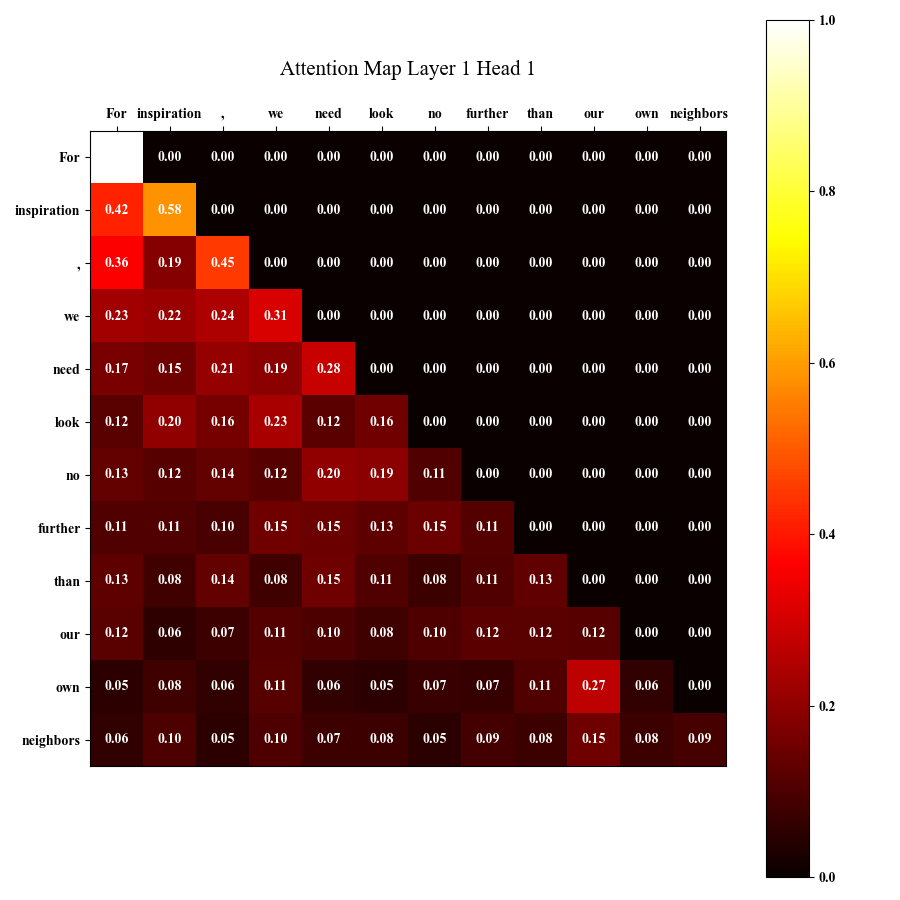 Attention Map Layer 1 Head 1
For inspiration , we need look no further than our own neighbors
For 0.00 0.00 0.00 0.00 0.00 0.00 0.00 0.00 0.00 0.00 0.00
inspiration 0.42 0.58 0.00 0.00 0.00 0.00 0.00 0.00 0.00 0.00 0.00 0.00
, 0.36 0.19 0.45 0.00 0.00 0.00 0.00 0.00 0.00 0.00 0.00 0.00
we 0.23 0.22 0.24 0.31 0.00 0.00 0.00 0.00 0.00 0.00 0.00 0.00
need 0.17 0.15 0.21 0.19 0.28 0.00 0.00 0.00 0.00 0.00 0.00 0.00
look 0.12 0.20 0.16 0.23 0.12 0.16 0.00 0.00 0.00 0.00 0.00 0.00
no 0.13 0.12 0.14 0.12 0.20 0.19 0.11 0.00 0.00 0.00 0.00 0.00
further 0.11 0.11 0.10 0.15 0.15 0.13 0.15 0.11 0.00 0.00 0.00 0.00
than 0.13 0.08 0.14 0.08 0.15 0.11 0.08 0.11 0.13 0.00 0.00 0.00
our 0.12 0.06 0.07 0.11 0.10 0.08 0.10 0.12 0.12 0.12 0.00 0.00
own 0.05 0.08 0.06 0.11 0.06 0.05 0.07 0.07 0.11 0.27 0.06 0.00
neighbors 0.06 0.10 0.05 0.10 0.07 0.08 0.05 0.09 0.08 0.15 0.08 0.09
1.0
0.8
0.6
0.4
0.2
0.0